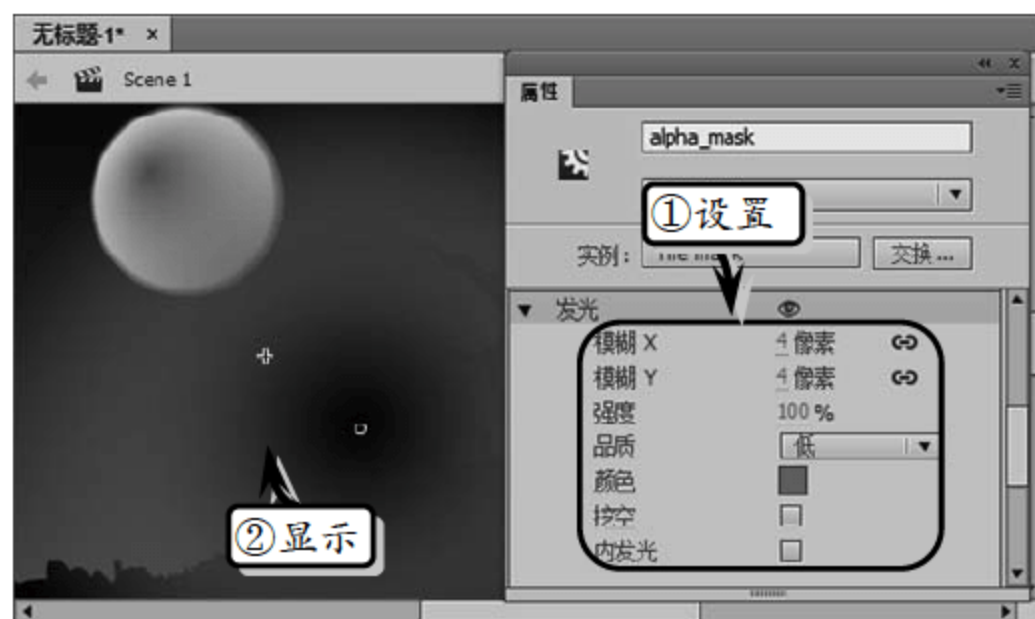 无标题-1* ×
Scene 1
属性
alpha_mask
①设置
实例： 交换...
发光
模糊 X 4 像素
模糊 Y 4 像素
强度 100 %
品质 低
颜色
挖空
内发光
②显示